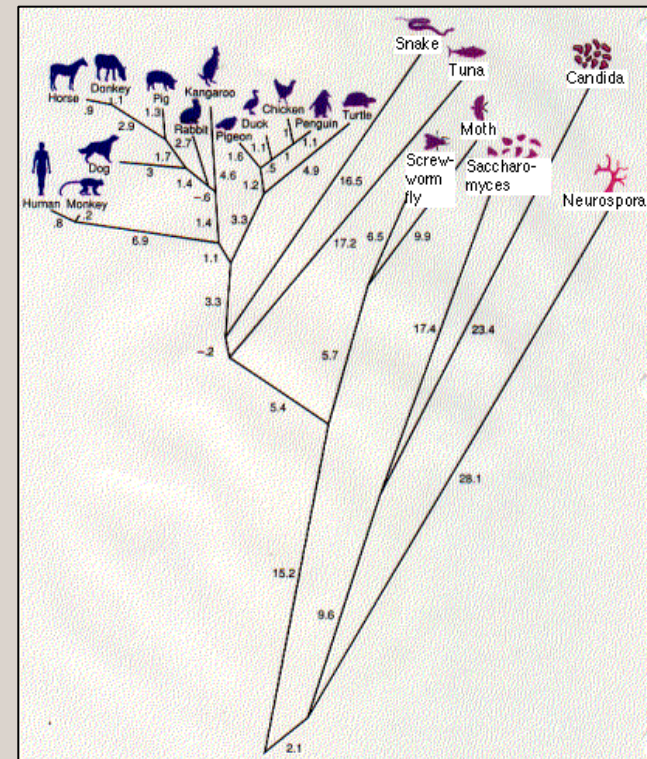 Snake
Tuna
Candida
Horse
Donkey
Pig
Kangaroo
Rabbit
Pigeon
Duck
Chicken
Penguin
Turtle
Moth
Screw-
worm
fly
Saccharo-
myces
Neurospora
Dog
Human
Monkey
.9
1.1
1.3
2.9
2.7
1.7
3
1.4
-.6
4.6
1.6
1.1
1
1.1
.5
1
4.9
1.2
3.3
16.5
.8
.2
6.9
1.4
1.1
17.2
6.5
9.9
3.3
-.2
5.7
17.4
23.4
5.4
28.1
15.2
9.6
2.1